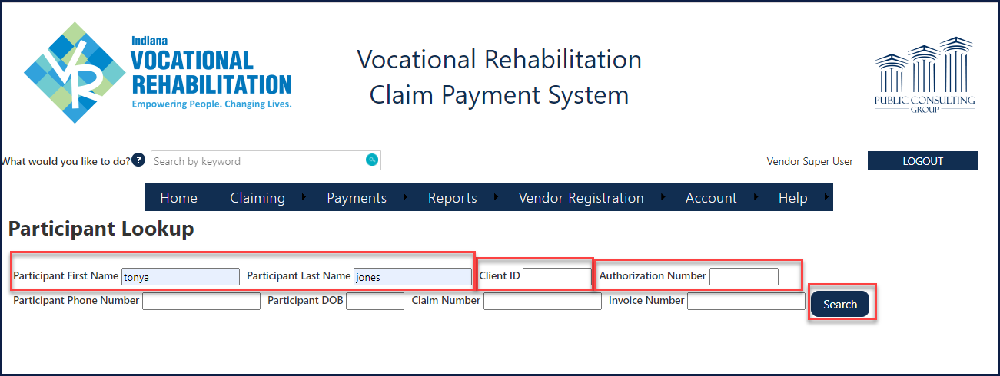 Indiana
VOCATIONAL
REHABILITATION
Empowering People. Changing Lives.
VR
Vocational Rehabilitation
Claim Payment System
PUBLIC CONSULTING
GROUP
What would you like to do? ? Search by keyword
Vendor Super User LOGOUT
Home Claiming Payments Reports Vendor Registration Account Help
Participant Lookup
Participant First Name tonya Participant Last Name jones Client ID Authorization Number
Participant Phone Number Participant DOB Claim Number Invoice Number Search